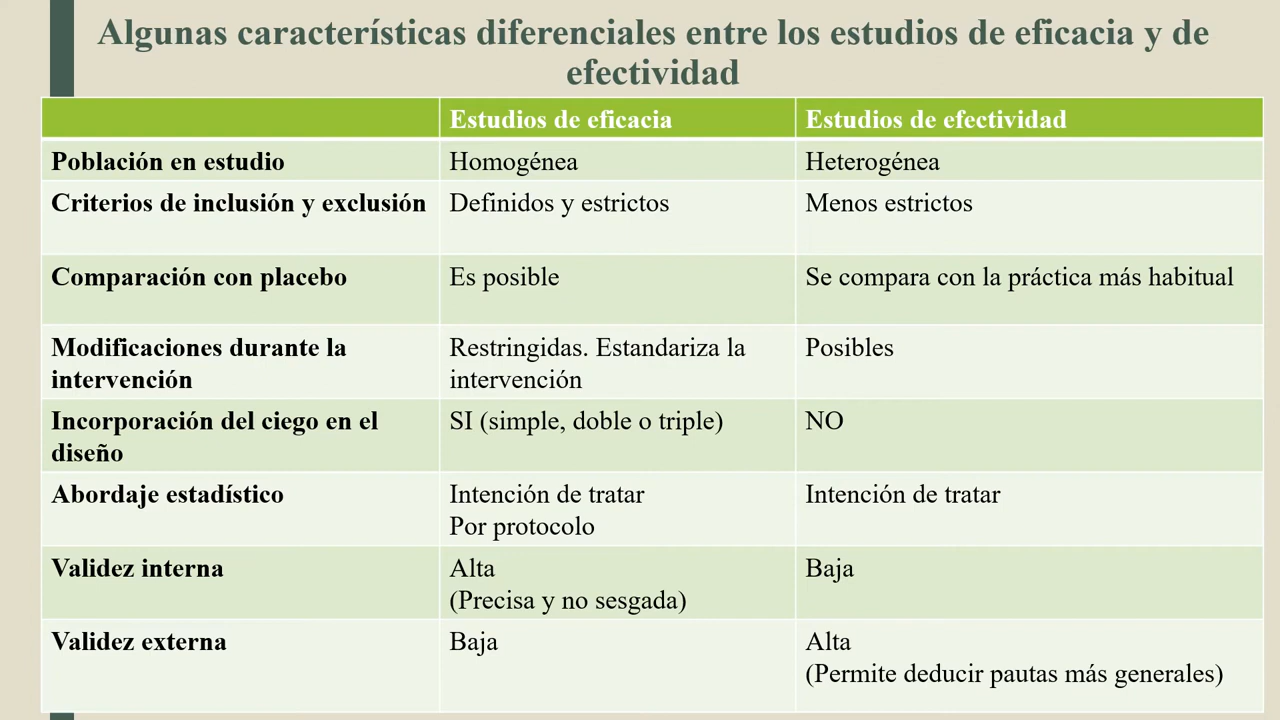 Algunas características diferenciales entre los estudios de eficacia y de
efectividad
Estudios de eficacia
Estudios de efectividad
Población en estudio
Homogénea
Heterogénea
Criterios de inclusión y exclusión
Definidos y estrictos
Menos estrictos
Comparación con placebo
Es posible
Se compara con la práctica más habitual
Modificaciones durante la
intervención
Restringidas. Estandariza la
intervención
Posibles
Incorporación del ciego en el
diseño
SI (simple, doble o triple)
NO
Abordaje estadístico
Intención de tratar
Por protocolo
Intención de tratar
Validez interna
Alta
(Precisa y no sesgada)
Baja
Validez externa
Baja
Alta
(Permite deducir pautas más generales)